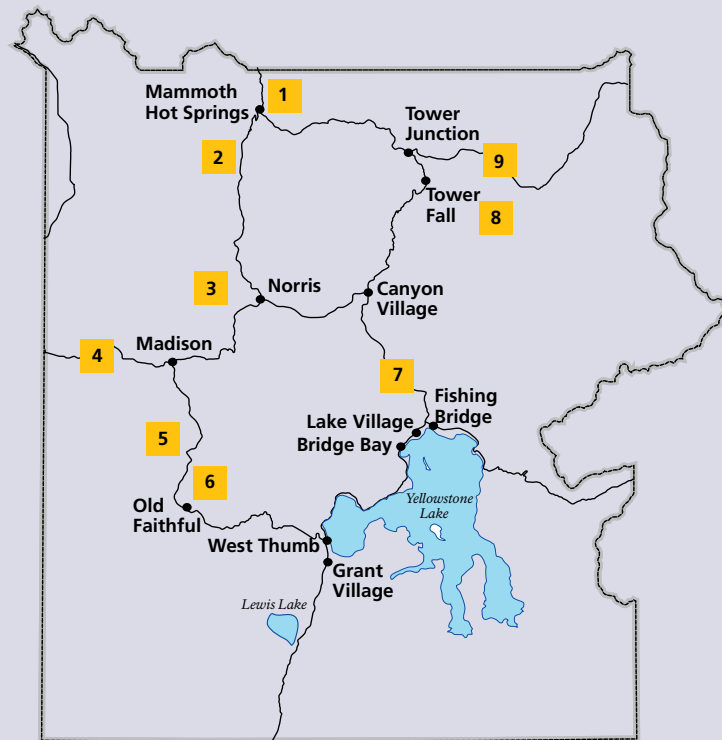 1
Mammoth
Hot Springs
Tower
Junction
2
9
Tower
Fall
8
3
Norris
Canyon
Village
Madison
4
7
Fishing
Bridge
Lake Village
5
Bridge Bay
6
Yellowstone
Lake
Old
Faithful
West Thumb
Grant
Village
Lewis Lake